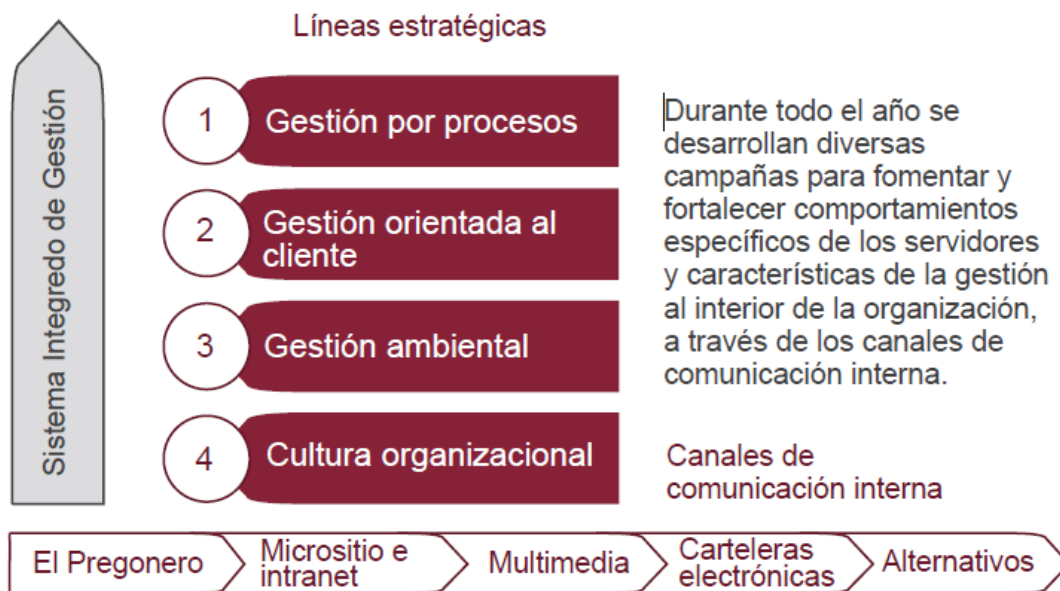 Líneas estratégicas
Sistema Integredo de Gestión
1
Gestión por procesos
2
Gestión orientada al
cliente
3
Gestión ambiental
4
Cultura organizacional
Durante todo el año se
desarrollan diversas
campañas para fomentar y
fortalecer comportamientos
específicos de los servidores
y características de la gestión
al interior de la organización,
a través de los canales de
comunicación interna.
Canales de
comunicación interna
El Pregonero
Micrositio e
intranet
Multimedia
Carteleras
electrónicas
Alternativos